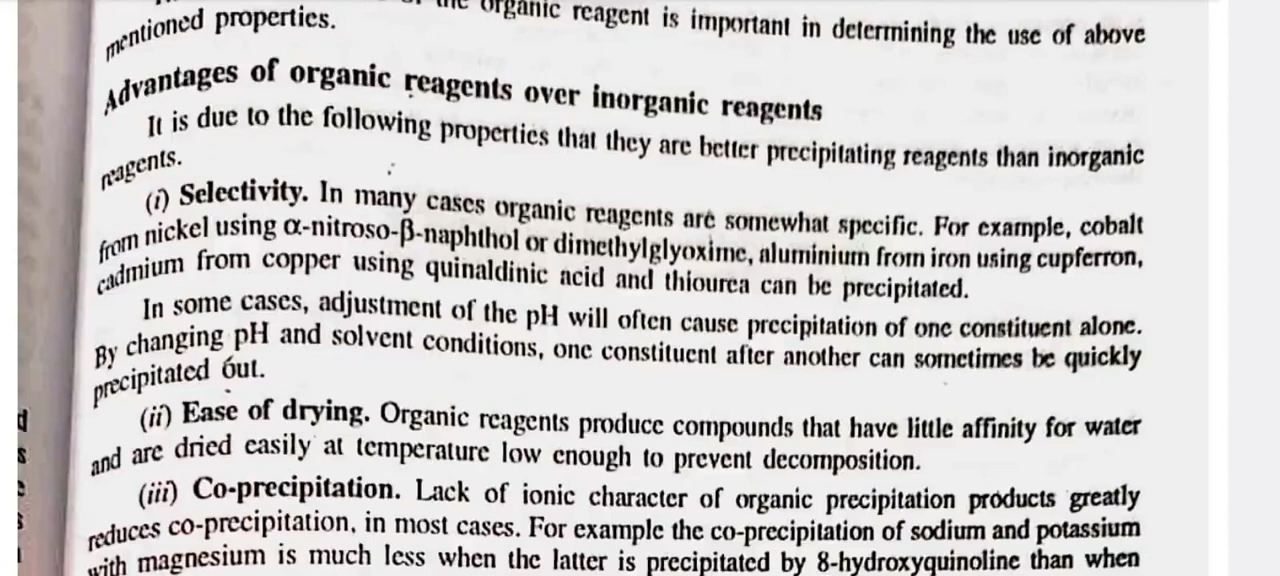 the organic reagent is important in determining the use of above
mentioned properties.
Advantages of organic reagents over inorganic reagents
It is due to the following properties that they are better precipitating reagents than inorganic
reagents.
(i) Selectivity. In many cases organic reagents are somewhat specific. For example, cobalt
from nickel using α-nitroso-β-naphthol or dimethylglyoxime, aluminium from iron using cupferron,
cadmium from copper using quinaldinic acid and thiourea can be precipitated.
In some cases, adjustment of the pH will often cause precipitation of one constituent alone.
By changing pH and solvent conditions, one constituent after another can sometimes be quickly
precipitated out.
(ii) Ease of drying. Organic reagents produce compounds that have little affinity for water
and are dried easily at temperature low enough to prevent decomposition.
(iii) Co-precipitation. Lack of ionic character of organic precipitation products greatly
reduces co-precipitation, in most cases. For example the co-precipitation of sodium and potassium
with magnesium is much less when the latter is precipitated by 8-hydroxyquinoline than when